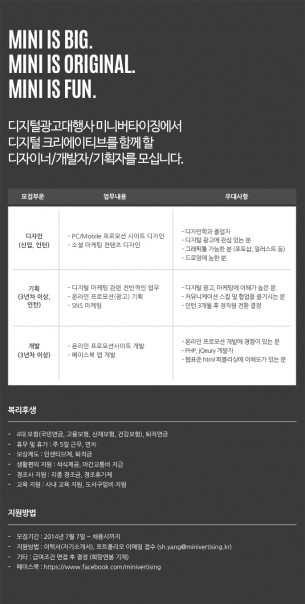 MINI IS BIG.
MINI IS ORIGINAL.
MINI IS FUN.
디지털광고대행사 미니버타이징에서
디지털 크리에이티브를 함께 할
디자이너/개발자/기획자를 모십니다.
모집부문 업무내용 우대사항
디자인
(신입, 인턴)
- PC/Mobile 프로모션 사이트 디자인
- 소셜 마케팅 컨텐츠 디자인
- 디자인학과 졸업자
- 디지털 광고에 관심 있는 분
- 그래픽툴 가능한 분 (포토샵, 일러스트 등)
- 드로잉에 능한 분
기획
(3년차 이상,
인턴)
- 디지털 마케팅 관련 전반적인 업무
- 온라인 프로모션(광고) 기획
- SNS 마케팅
- 디지털 광고, 마케팅에 이해가 높은 분
- 커뮤니케이션 스킬 및 협업을 즐기시는 분
- 인턴 3개월 후 정직원 전환 결정
개발
(3년차 이상)
- 온라인 프로모션사이트 개발
- 페이스북 앱 개발
- 온라인 프로모션 개발에 경험이 있는 분
- PHP, jQeury 개발자
- 웹표준 html 퍼블리싱에 이해도가 있는 분
복리후생
- 4대 보험(국민연금, 고용보험, 산재보험, 건강보험), 퇴직연금
- 휴무 및 휴가 : 주 5일 근무, 연차
- 보상제도 : 인센티브제, 퇴직금
- 생활편의 지원 : 석식제공, 야간교통비 지급
- 경조사 지원 : 각종 경조금, 경조휴가제
- 교육 지원 : 사내 교육 지원, 도서구입비 지원
지원방법
- 모집기간 : 2014년 7월 7일 ~ 채용시까지
- 지원방법 : 이력서(자기소개서), 포트폴리오 이메일 접수 (sh.yang@minivertising.kr)
- 기타 : 급여조건 면접 후 결정 (희망연봉 기재)
- 페이스북 : https://www.facebook.com/minivertising